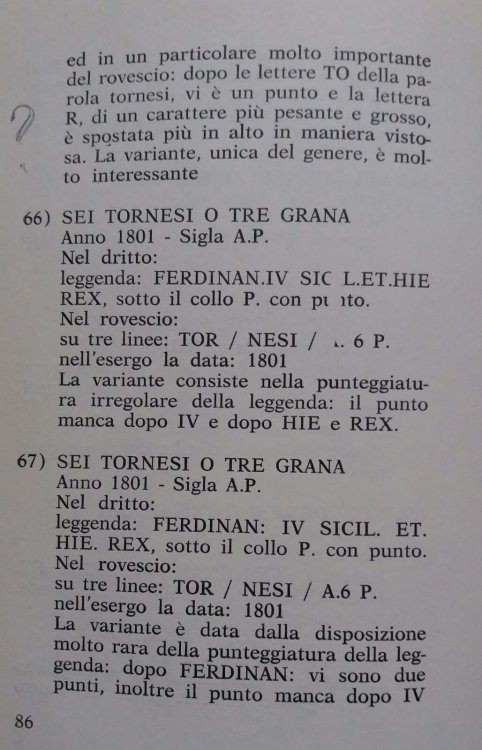 ed in un particolare molto importante
del rovescio: dopo le lettere TO della pa-
rola tornesi, vi è un punto e la lettera
R, di un carattere più pesante e grosso,
è spostata più in alto in maniera visto-
sa. La variante, unica del genere, è mol-
to interessante
?
66) SEI TORNESI O TRE GRANA
Anno 1801 - Sigla A.P.
Nel dritto:
leggenda: FERDINAN.IV SIC L.ET.HIE
REX, sotto il collo P. con punto.
Nel rovescio:
su tre linee: TOR / NESI / A. 6 P.
nell'esergo la data: 1801
La variante consiste nella punteggiatu-
ra irregolare della leggenda: il punto
manca dopo IV e dopo HIE e REX.
67) SEI TORNESI O TRE GRANA
Anno 1801 - Sigla A.P.
Nel dritto:
leggenda: FERDINAN: IV SICIL. ET.
HIE. REX, sotto il collo P. con punto.
Nel rovescio:
su tre linee: TOR / NESI / A.6 P.
nell'esergo la data: 1801
La variante è data dalla disposizione
molto rara della punteggiatura della leg-
genda: dopo FERDINAN: vi sono due
punti, inoltre il punto manca dopo IV
86